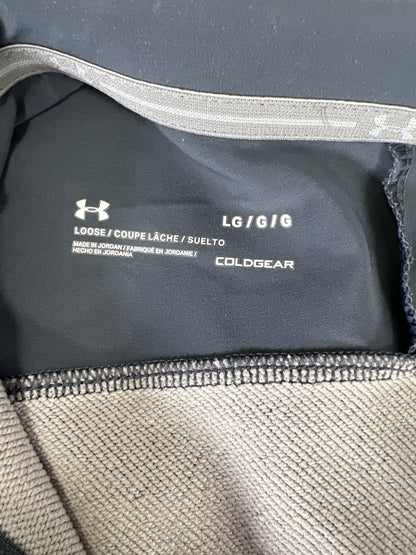 LG / G / G
LOOSE / COUPE LÂCHE / SUELTO
MADE IN JORDAN / FABRIQUÉ EN JORDANIE /
HECHO EN JORDANIA
COLDGEAR